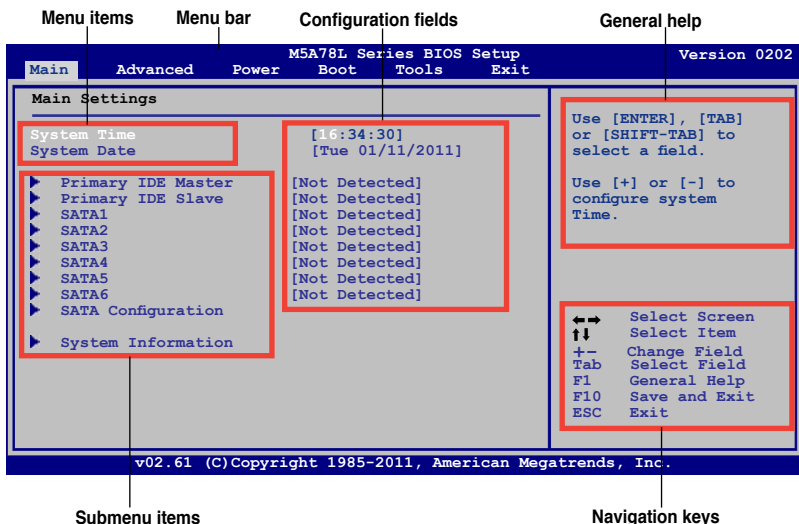 Menu items Menu bar Configuration fields General help
M5A78L Series BIOS Setup Version 0202
Main Advanced Power Boot Tools Exit
Main Settings
System Time [16:34:30]
System Date [Tue 01/11/2011]
Primary IDE Master [Not Detected]
Primary IDE Slave [Not Detected]
SATA1 [Not Detected]
SATA2 [Not Detected]
SATA3 [Not Detected]
SATA4 [Not Detected]
SATA5 [Not Detected]
SATA6 [Not Detected]
SATA Configuration
System Information
Use [ENTER], [TAB]
or [SHIFT-TAB] to
select a field.
Use [+] or [-] to
configure system
Time.
←→ Select Screen
↑↓ Select Item
+- Change Field
Tab Select Field
F1 General Help
F10 Save and Exit
ESC Exit
v02.61 (C)Copyright 1985-2011, American Megatrends, Inc.
Submenu items Navigation keys